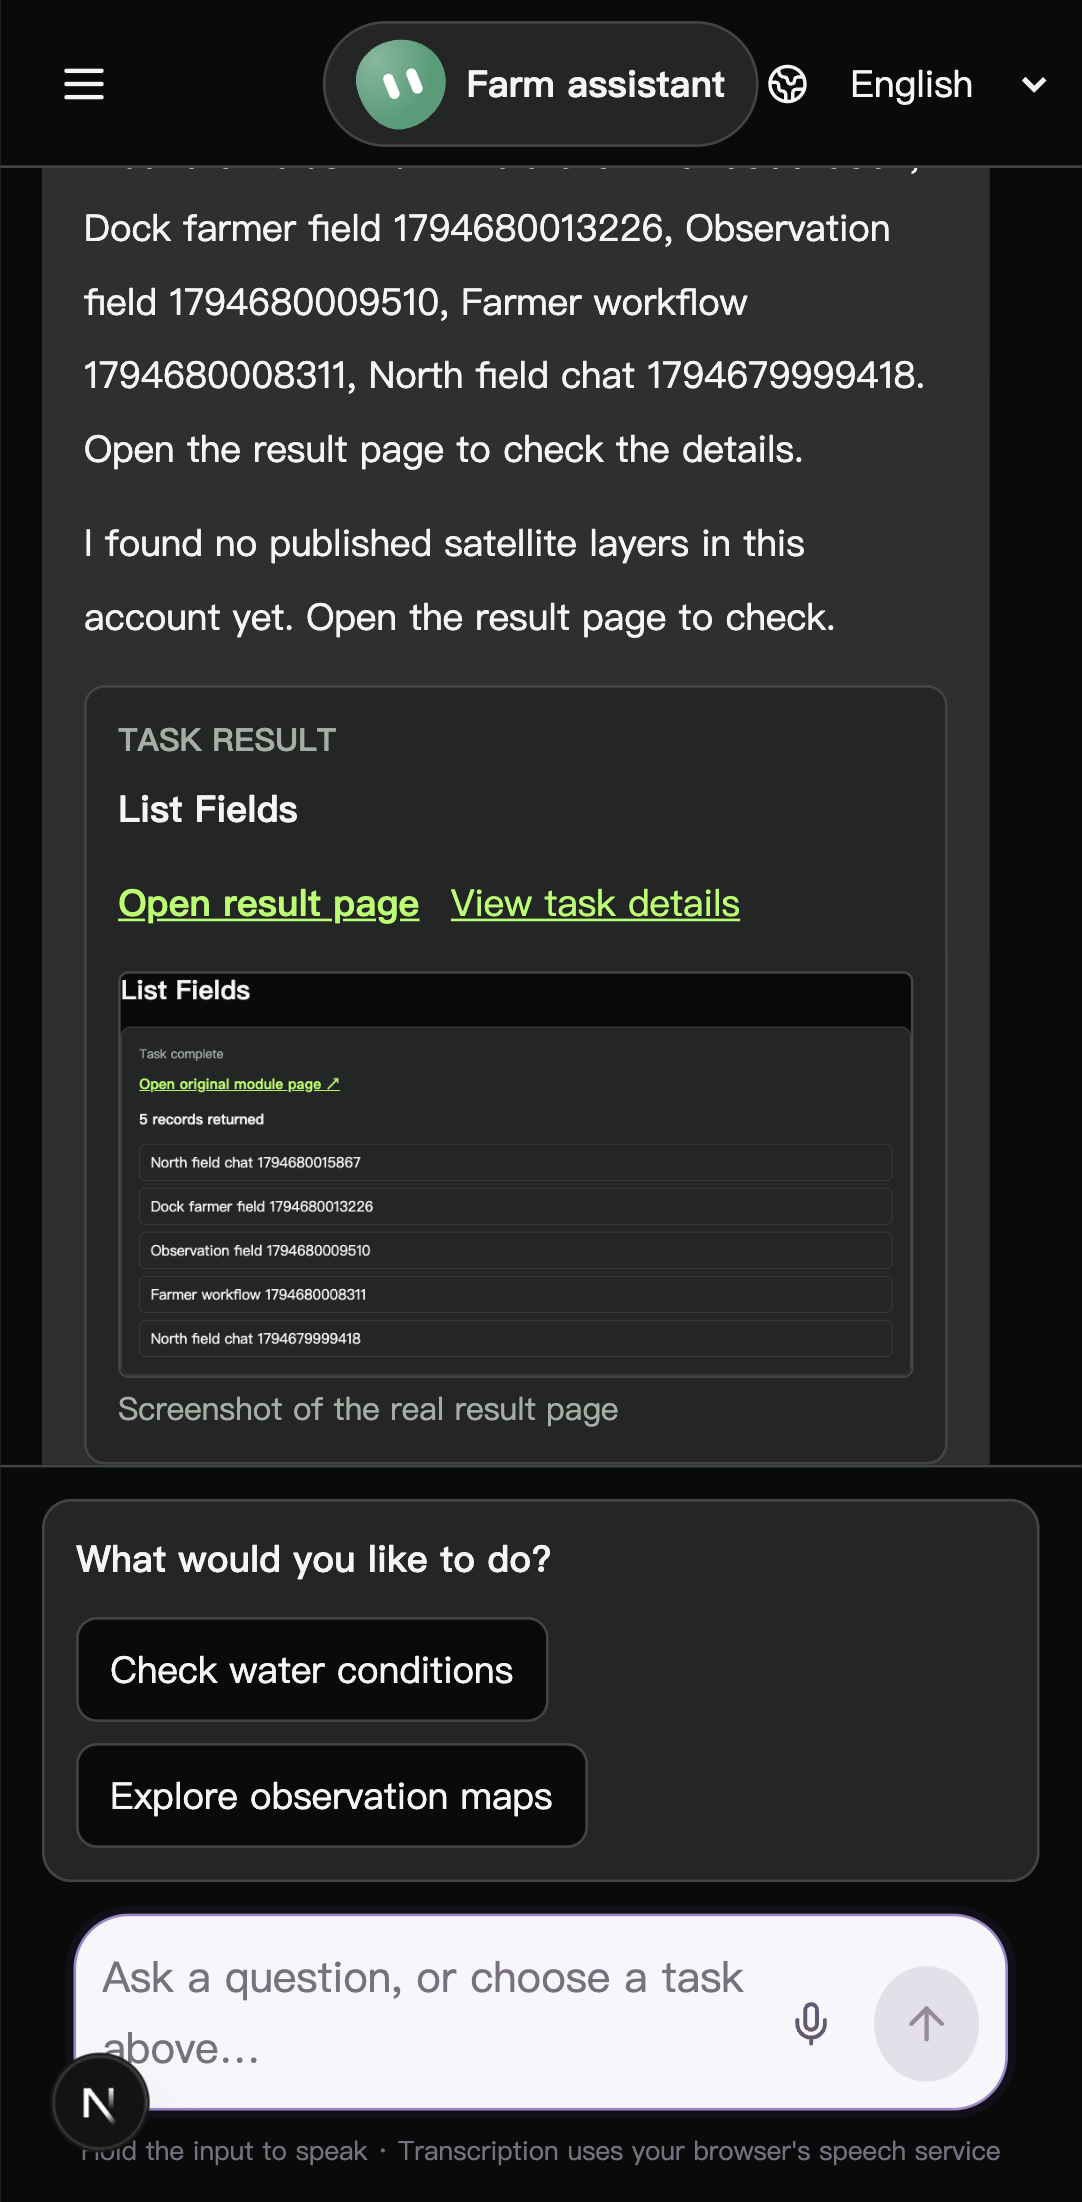 Farm assistant
English
Dock farmer field 1794680013226, Observation
field 1794680009510, Farmer workflow
1794680008311, North field chat 1794679999418.
Open the result page to check the details.
I found no published satellite layers in this
account yet. Open the result page to check.
TASK RESULT
List Fields
Open result page View task details
List Fields
Task complete
Open original module page ↗
5 records returned
North field chat 1794680015867
Dock farmer field 1794680013226
Observation field 1794680009510
Farmer workflow 1794680008311
North field chat 1794679999418
Screenshot of the real result page
What would you like to do?
Check water conditions
Explore observation maps
Ask a question, or choose a task
above...
N
Hold the input to speak · Transcription uses your browser's speech service